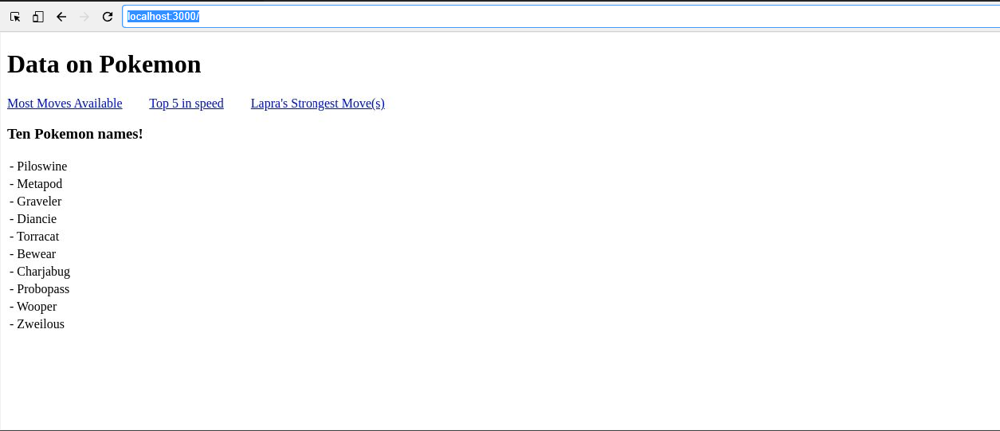 localhost:3000/
Data on Pokemon
Most Moves Available Top 5 in speed Lapra's Strongest Move(s)
Ten Pokemon names!
- Piloswine
- Metapod
- Graveler
- Diancie
- Torracat
- Bewear
- Charjabug
- Probopass
- Wooper
- Zweilous